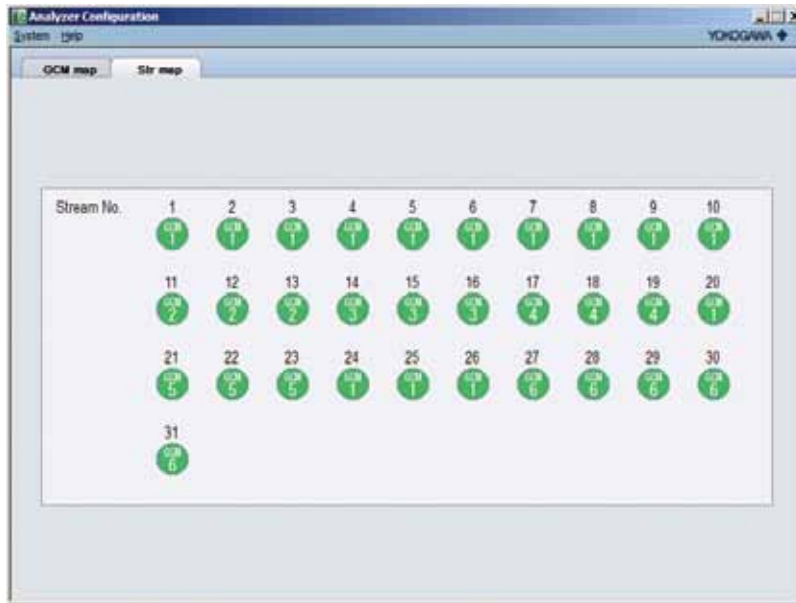 Analyzer Configuration
System Help
YOKOGAWA
GCM map Str map
Stream No. 1 2 3 4 5 6 7 8 9 10
GCM GCM GCM GCM GCM GCM GCM GCM GCM GCM
1 1 1 1 1 1 1 1 1 1
11 12 13 14 15 16 17 18 19 20
GCM GCM GCM GCM GCM GCM GCM GCM GCM GCM
2 2 2 3 3 3 4 4 4 1
21 22 23 24 25 26 27 28 29 30
GCM GCM GCM GCM GCM GCM GCM GCM GCM GCM
5 5 5 1 1 1 6 6 6 6
31
GCM
6